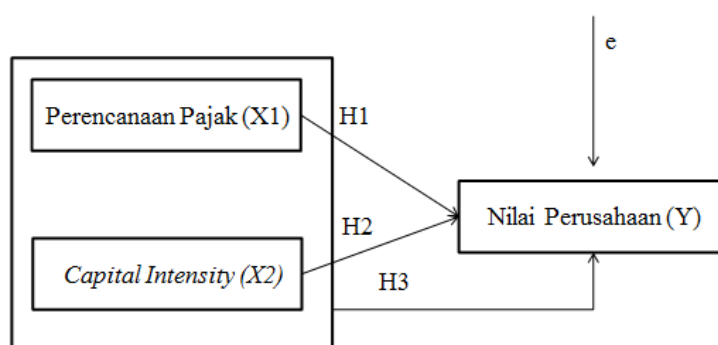 e
Perencanaan Pajak (X1)
H1
Nilai Perusahaan (Y)
H2
Capital Intensity (X2)
H3